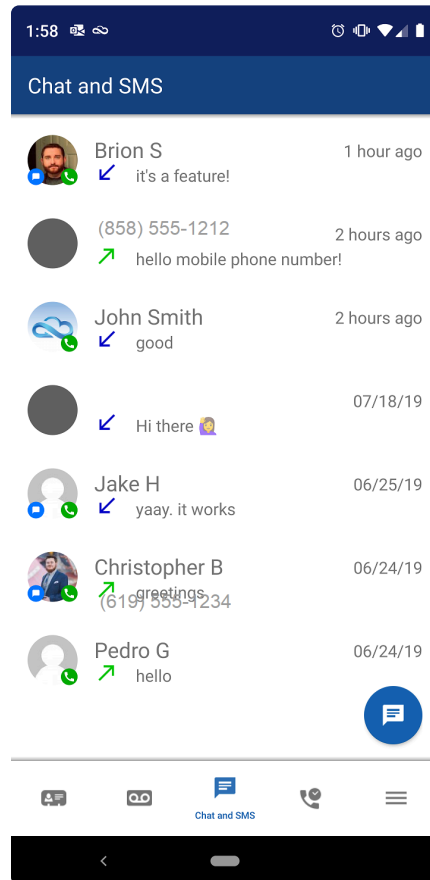 1:58
Chat and SMS
Brion S
1 hour ago
it's a feature!
(858) 555-1212
2 hours ago
hello mobile phone number!
John Smith
2 hours ago
good
07/18/19
Hi there 🙋
Jake H
06/25/19
yaay. it works
Christopher B
06/24/19
greetings
(619) 555-1234
Pedro G
06/24/19
hello
Chat and SMS